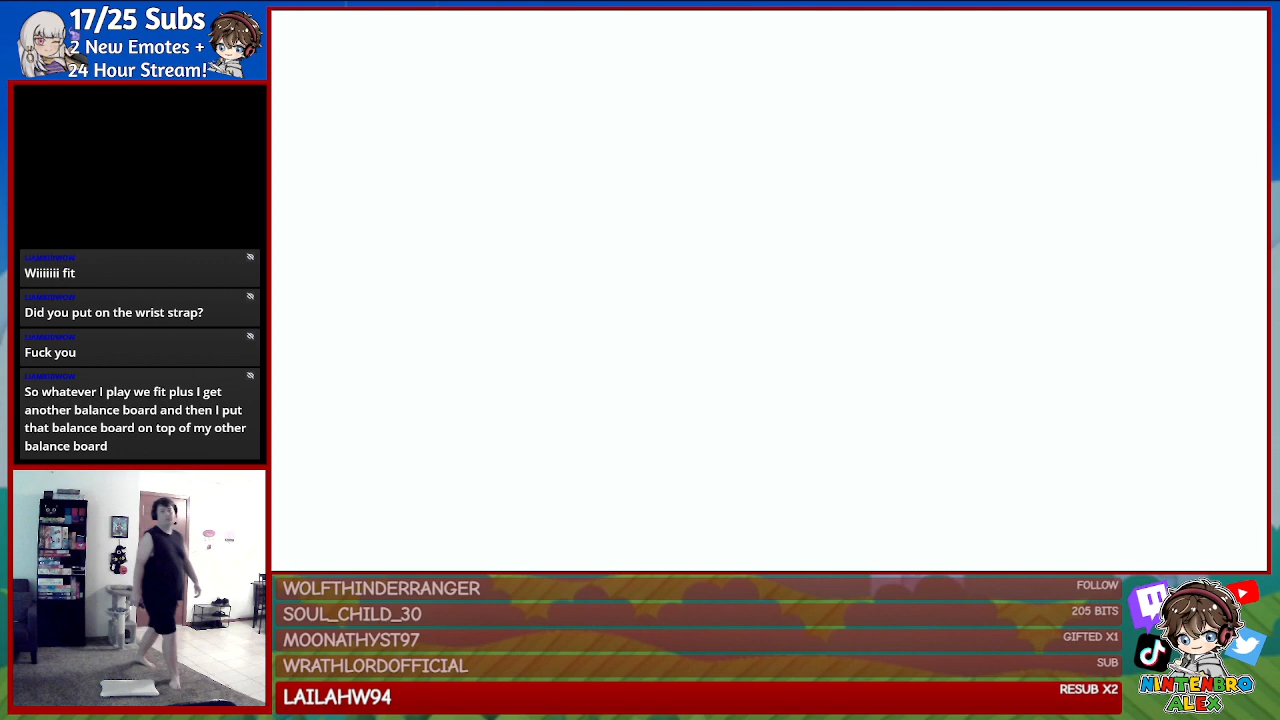 17/25 Subs
2 New Emotes +
24 Hour Stream!
Wiiiiiii fit
Did you put on the wrist strap?
Fuck you
So whatever I play we fit plus I get
another balance board and then I put
that balance board on top of my other
balance board
WOLFTHINDERRANGER FOLLOW
SOUL_CHILD_30 205 BITS
MOONATHYST97 GIFTED X1
WRATHLORDOFFICIAL SUB
LAILAHW94 RESUB X2
NINTENBRO
ALEX